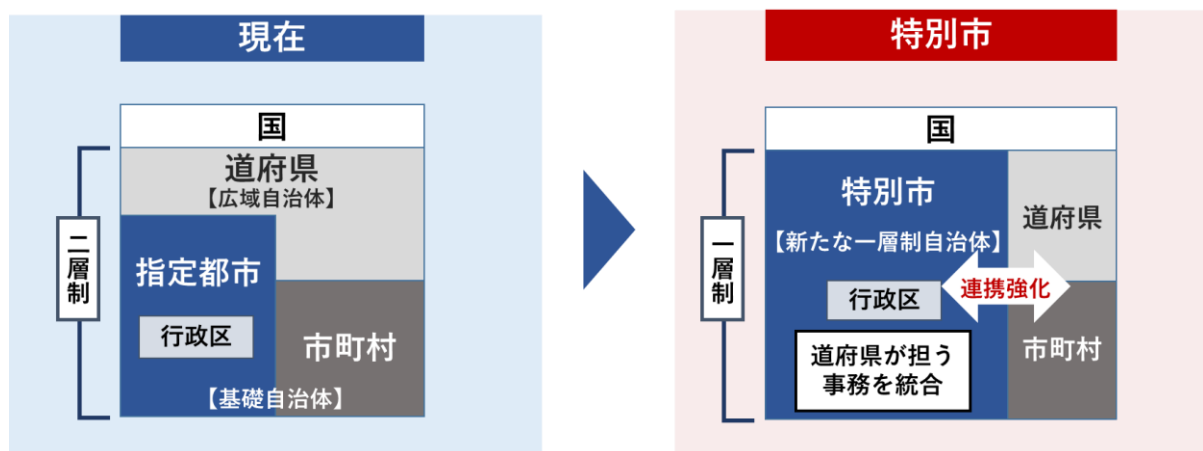 現在
国
道府県
【広域自治体】
二層制
指定都市
行政区
市町村
【基礎自治体】
特別市
国
一層制
特別市
【新たな一層制自治体】
道府県
連携強化
行政区
道府県が担う
事務を統合
市町村